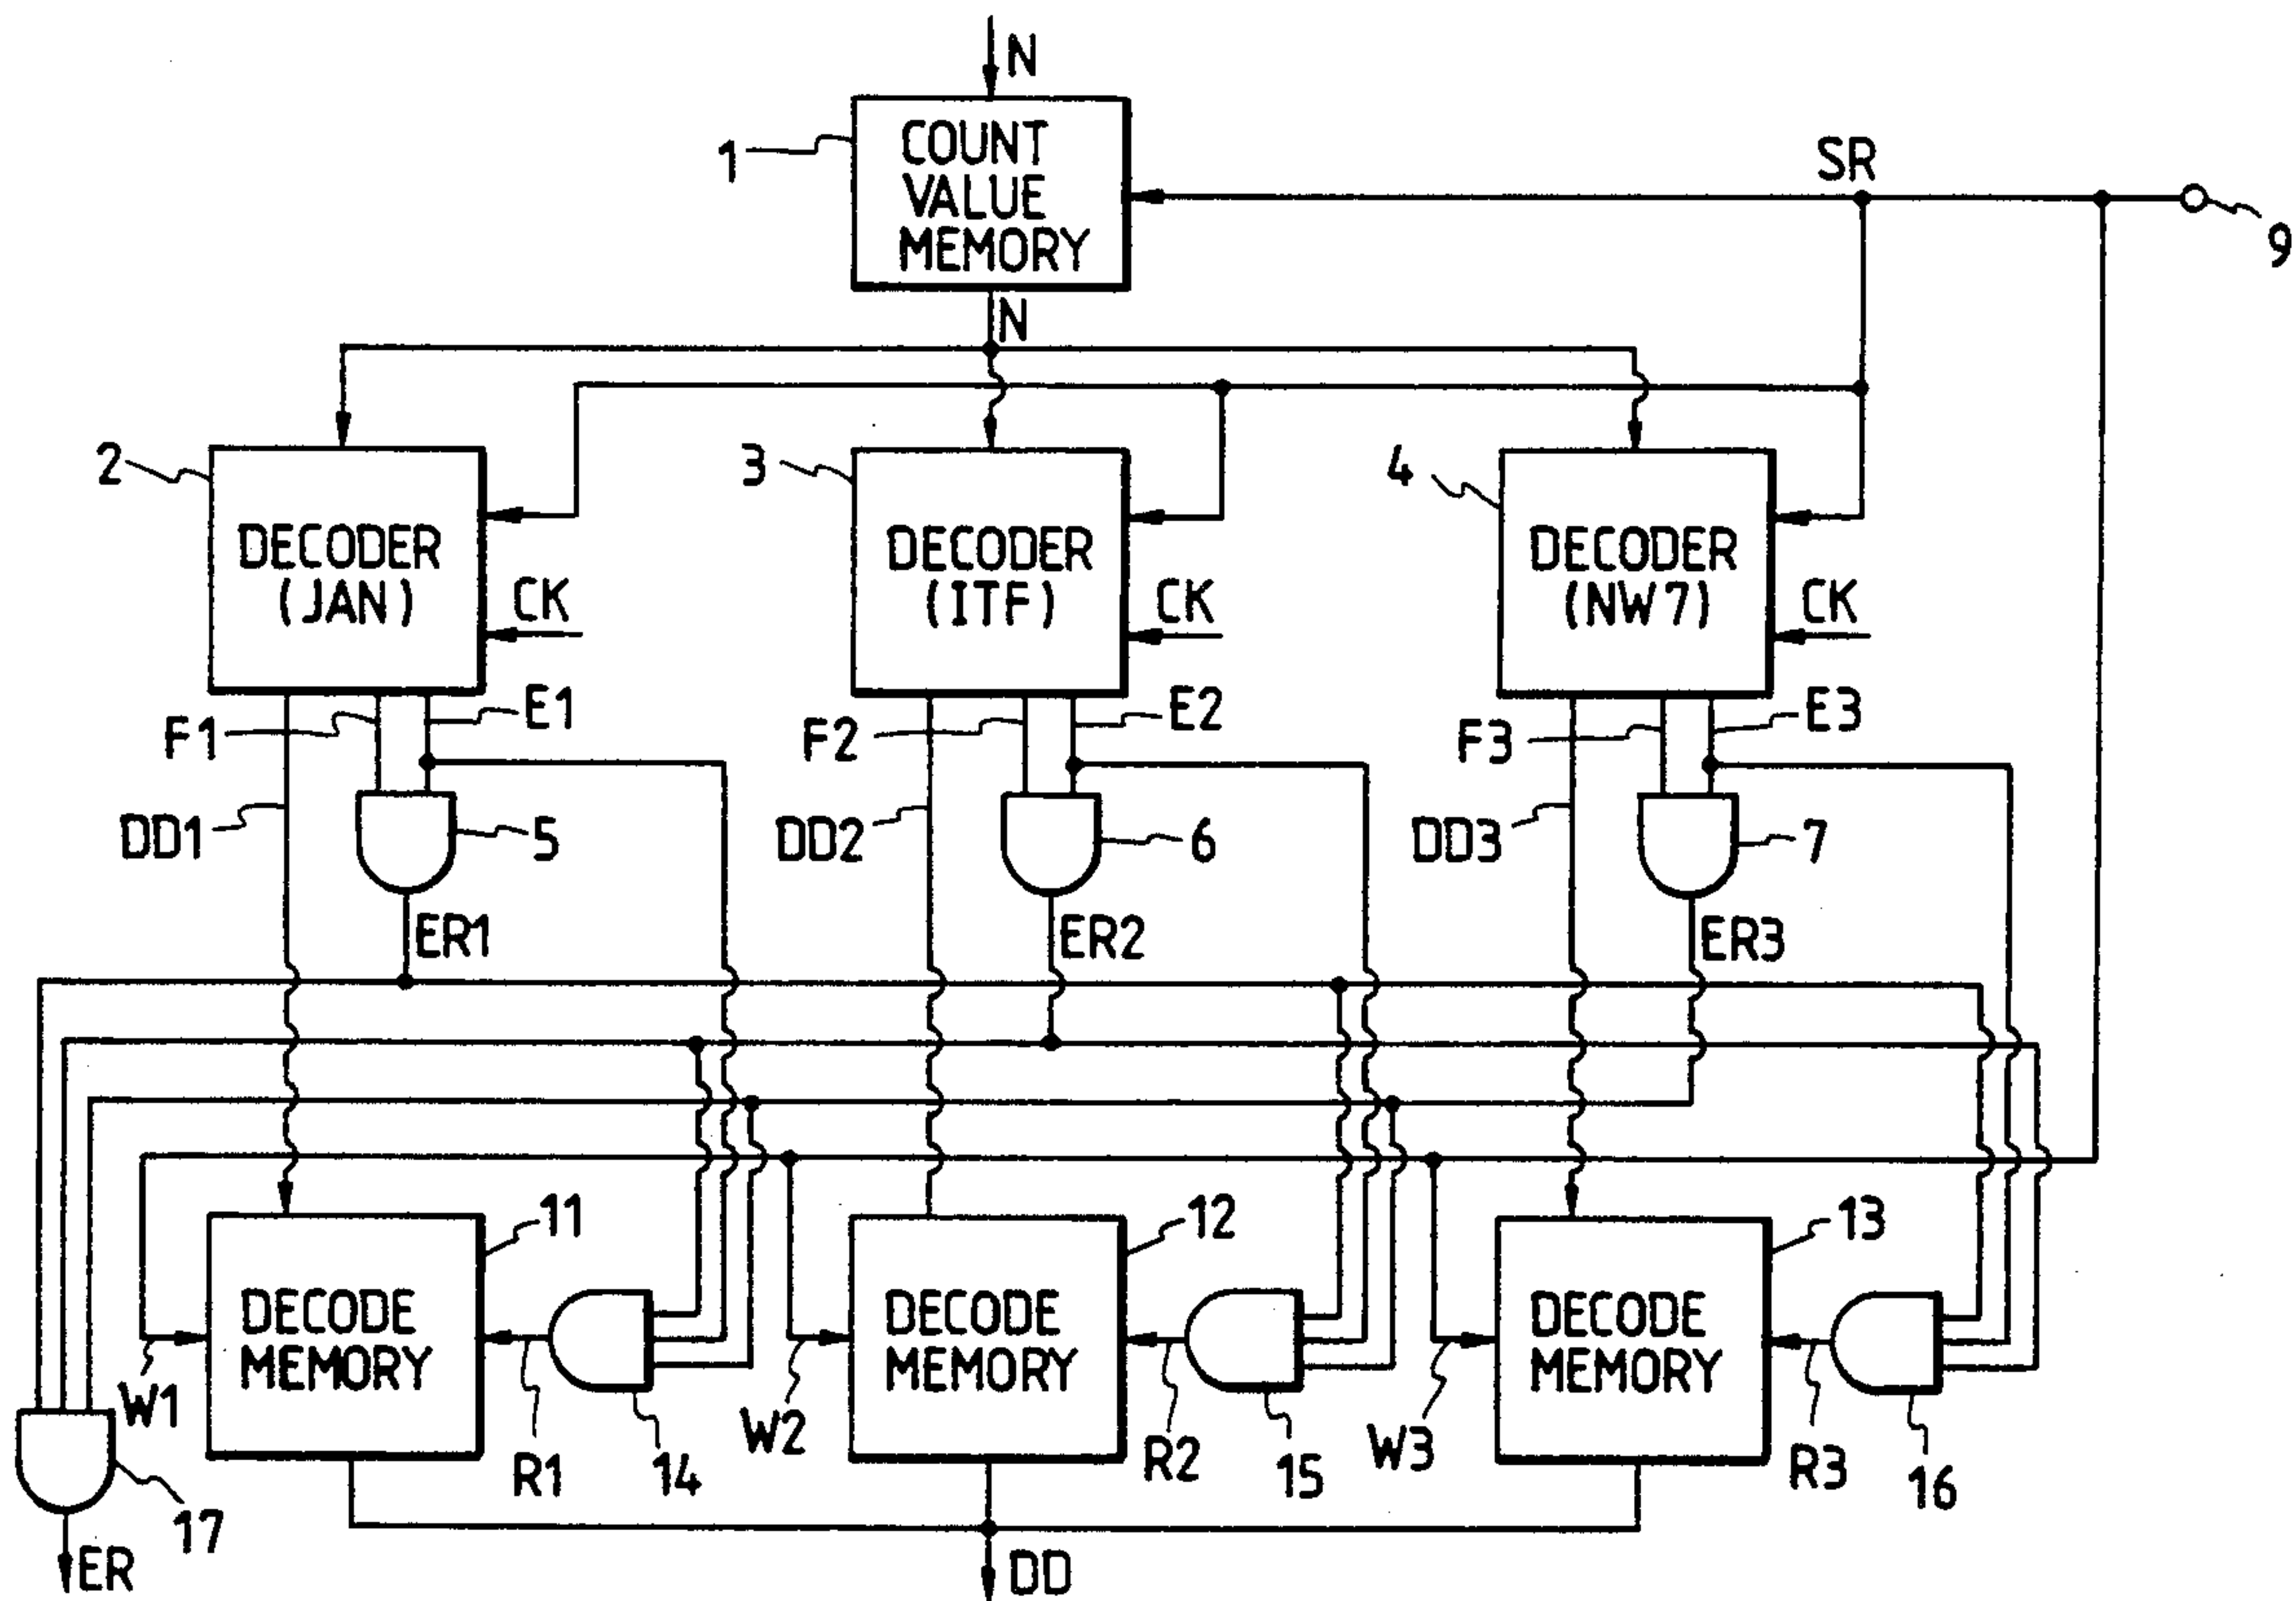 N
1
COUNT
VALUE
MEMORY
SR
9
N
2
DECODER
(JAN)
CK
3
DECODER
(ITF)
CK
4
DECODER
(NW7)
CK
F1
E1
F2
E2
F3
E3
DD1
5
DD2
6
DD3
7
ER1
ER2
ER3
11
12
13
DECODE
MEMORY
DECODE
MEMORY
DECODE
MEMORY
W1
R1
14
W2
R2
15
W3
R3
16
17
ER
DD